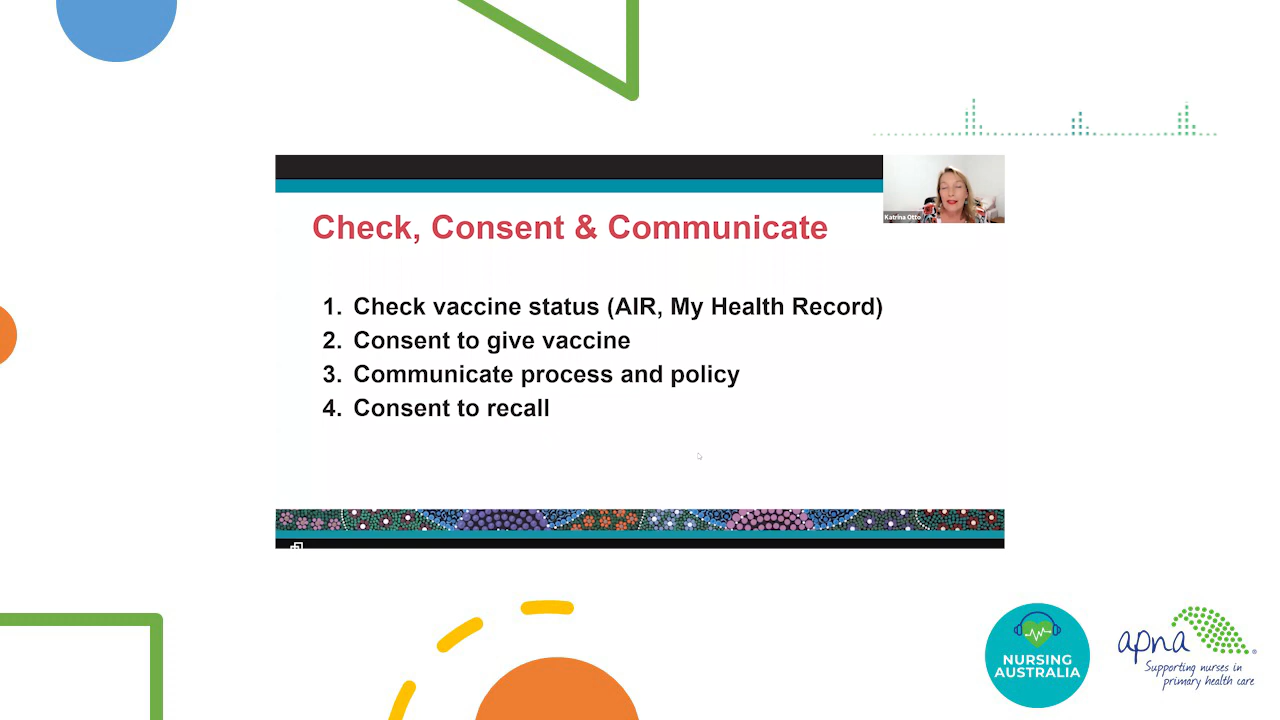 Katrina Otto
Check, Consent & Communicate
1. Check vaccine status (AIR, My Health Record)
2. Consent to give vaccine
3. Communicate process and policy
4. Consent to recall
NURSING
AUSTRALIA
apna
Supporting nurses in
primary health care